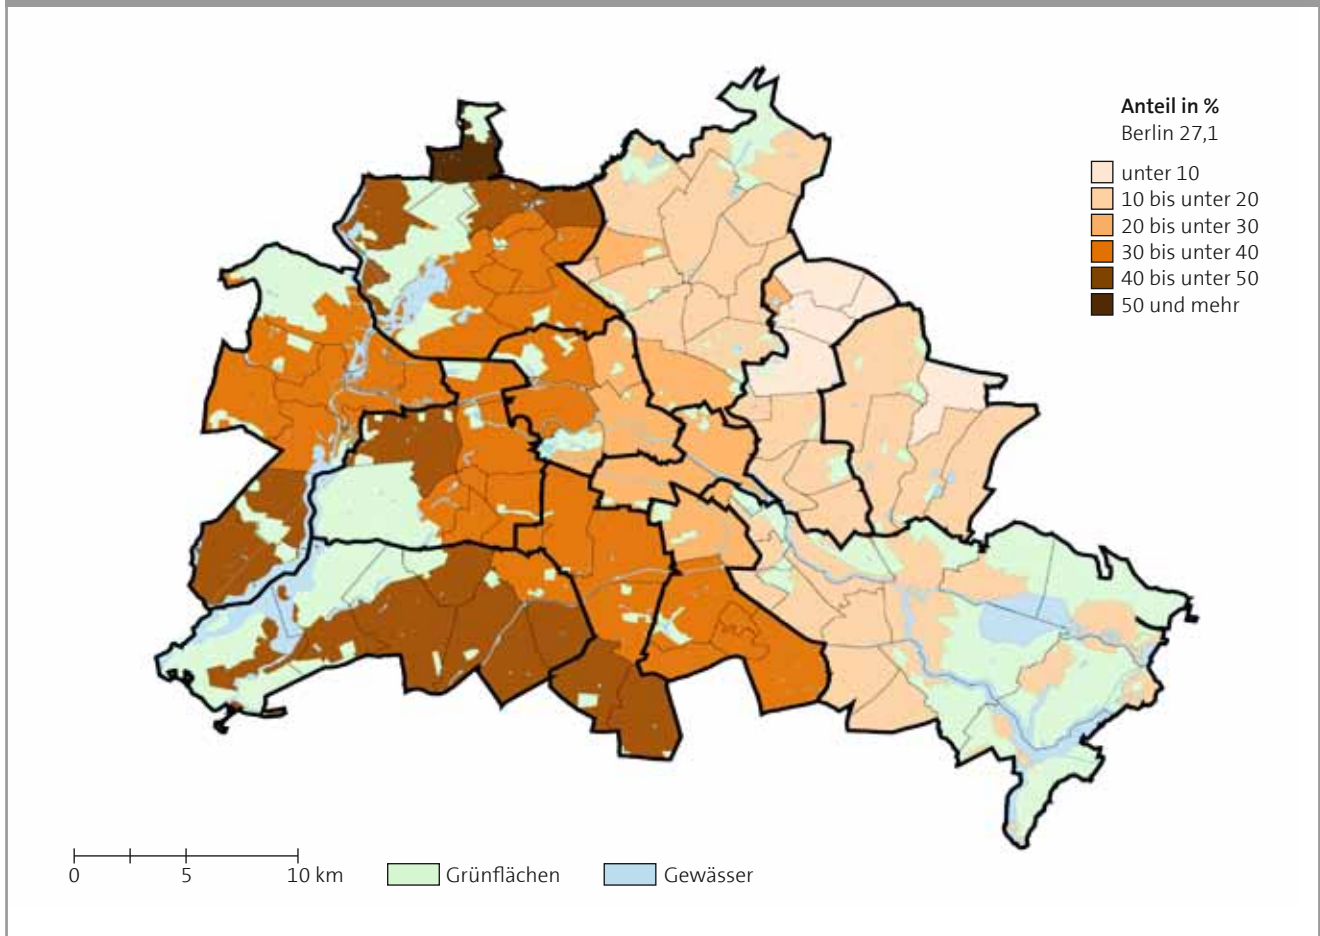 Anteil in %
Berlin 27,1
unter 10
10 bis unter 20
20 bis unter 30
30 bis unter 40
40 bis unter 50
50 und mehr
0 5 10 km Grünflächen Gewässer